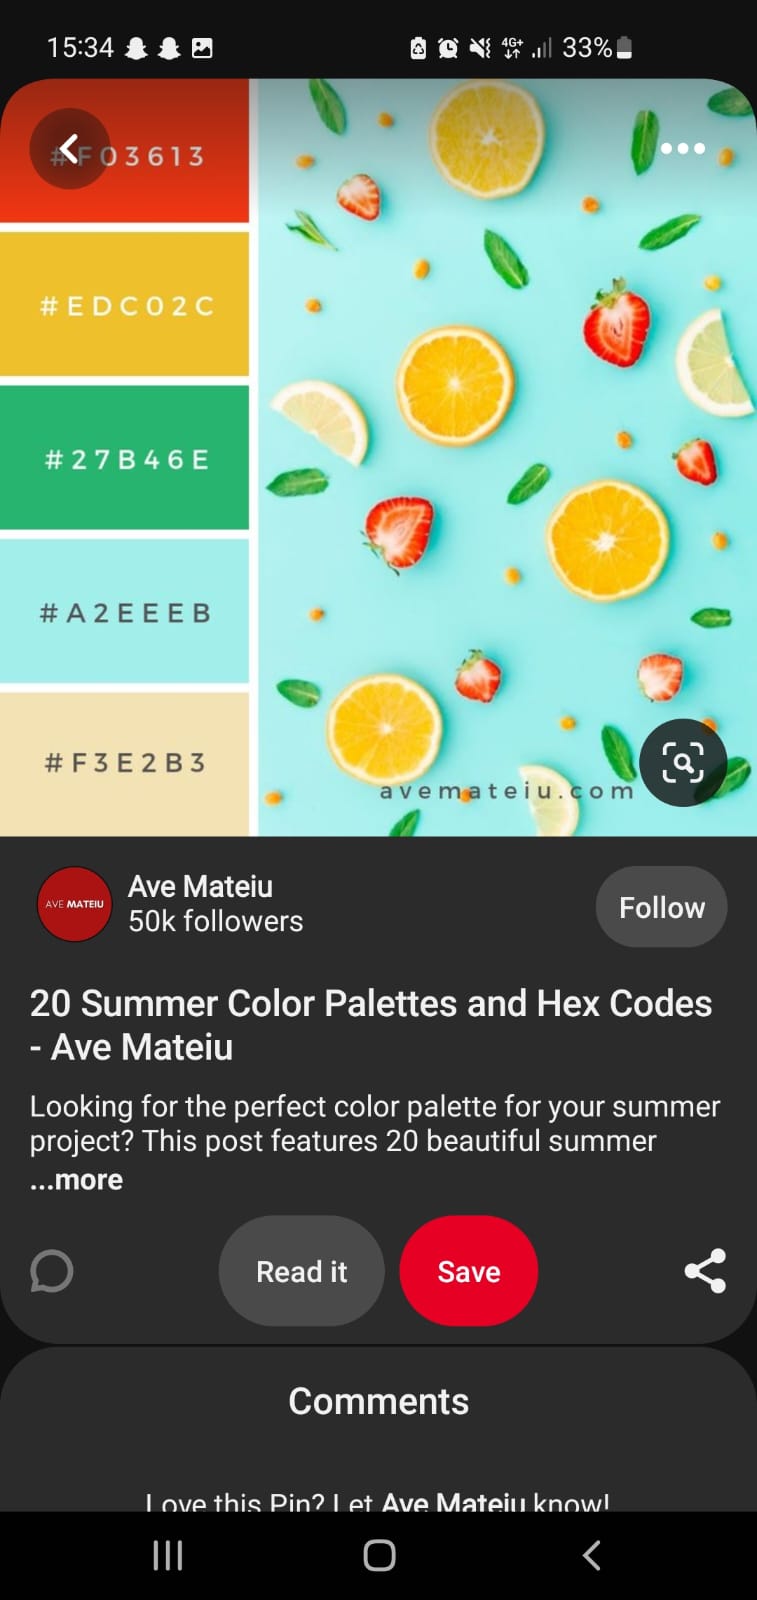 15:34
4G+
33%
#F03613
#EDC02C
#27B46E
#A2EEEB
#F3E2B3
avemateiu.com
AVE MATEIU
Ave Mateiu
50k followers
Follow
20 Summer Color Palettes and Hex Codes
- Ave Mateiu
Looking for the perfect color palette for your summer
project? This post features 20 beautiful summer
...more
Read it
Save
Comments
Love this Pin? Let Ave Mateiu know!